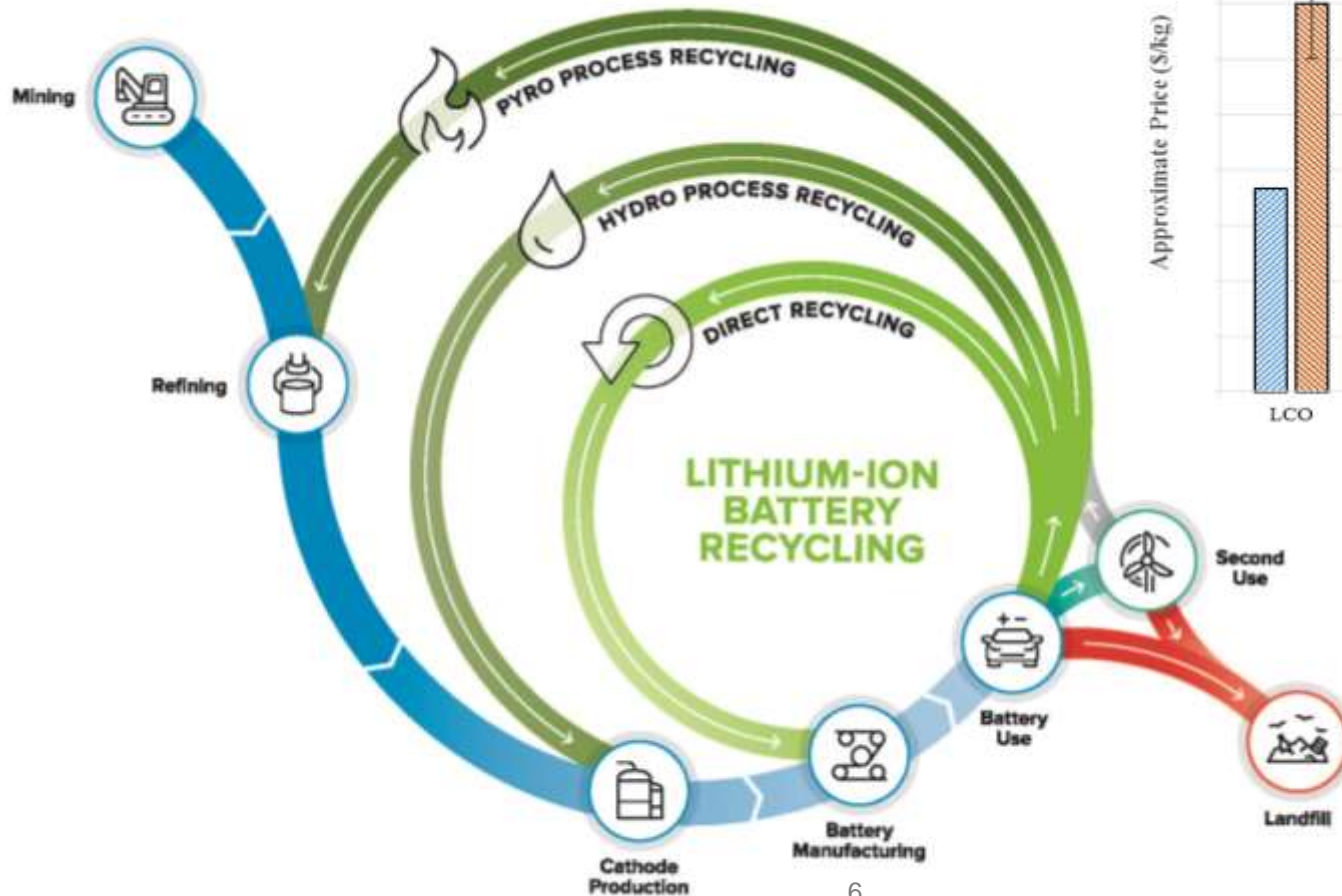 Mining
PYRO PROCESS RECYCLING
HYDRO PROCESS RECYCLING
DIRECT RECYCLING
Refining
LITHIUM-ION
BATTERY
RECYCLING
Approximate Price ($/kg)
LCO
Second
Use
Battery
Use
Landfill
Battery
Manufacturing
Cathode
Production
6